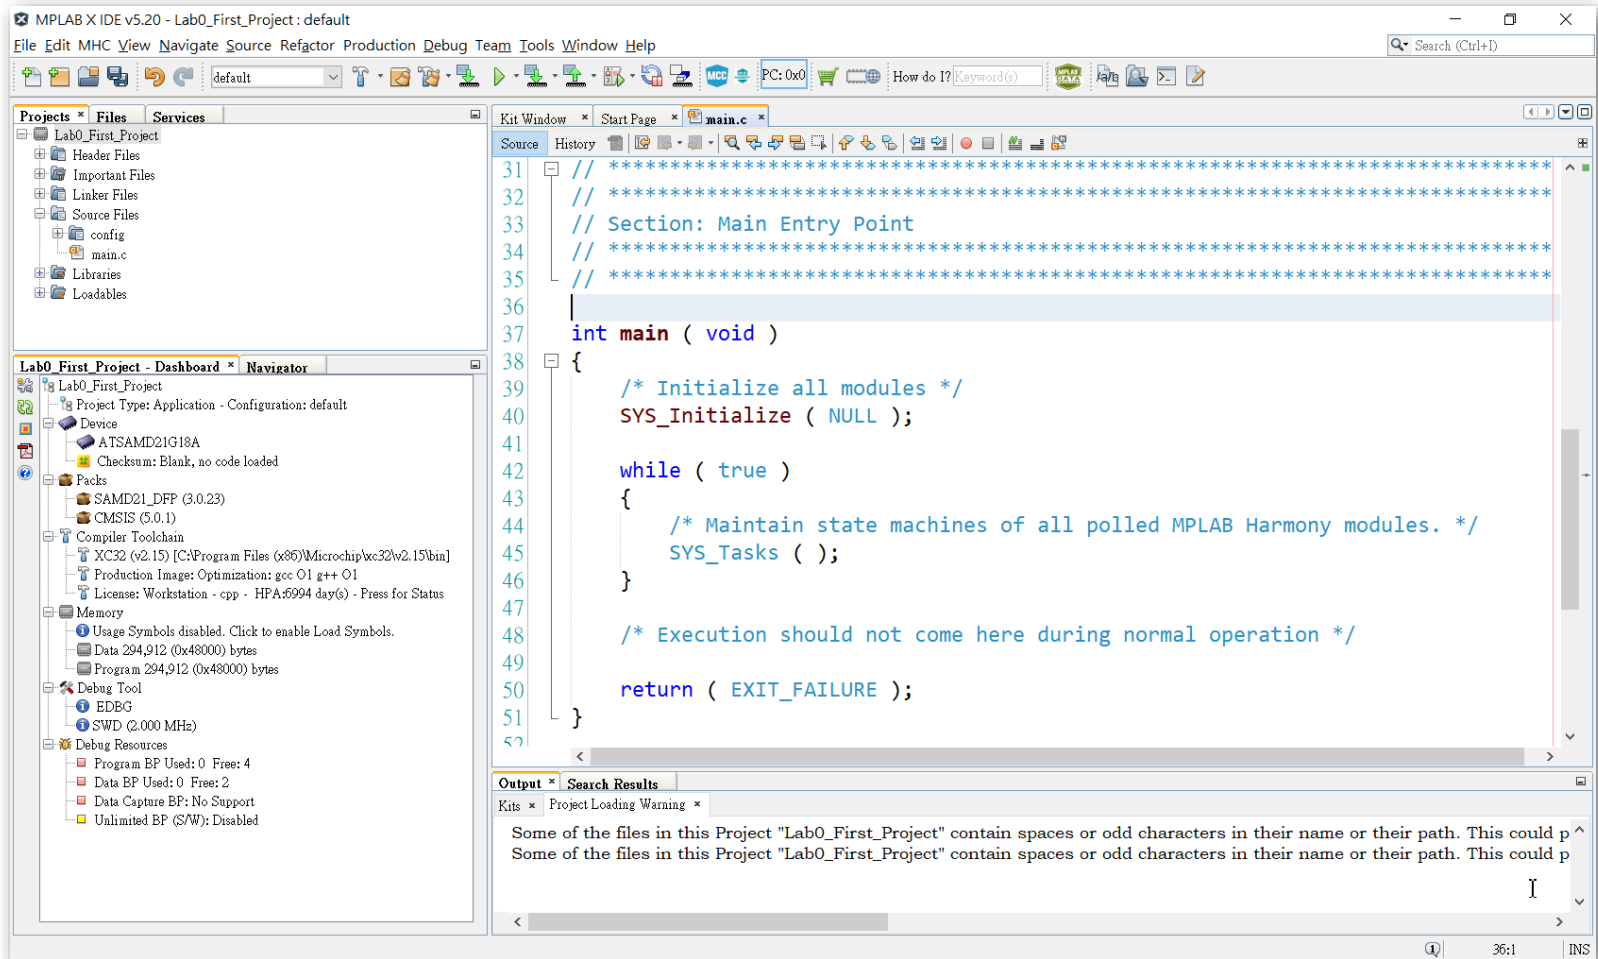 MPLAB X IDE v5.20 - Lab0_First_Project : default
File Edit MHC View Navigate Source Refactor Production Debug Team Tools Window Help
Search (Ctrl+I)
default
MCC
PC: 0x0
How do I? Keyword(s)
Projects × Files Services
Lab0_First_Project
Header Files
Important Files
Linker Files
Source Files
config
main.c
Libraries
Loadables
Lab0_First_Project - Dashboard × Navigator
Lab0_First_Project
Project Type: Application - Configuration: default
Device
ATSAMD21G18A
Checksum: Blank, no code loaded
Packs
SAMD21_DFP (3.0.23)
CMSIS (5.0.1)
Compiler Toolchain
XC32 (v2.15) [C:\Program Files (x86)\Microchip\xc32\v2.15\bin]
Production Image: Optimization: gcc O1 g++ O1
License: Workstation - cpp - HPA:6994 day(s) - Press for Status
Memory
Usage Symbols disabled. Click to enable Load Symbols.
Data 294,912 (0x48000) bytes
Program 294,912 (0x48000) bytes
Debug Tool
EDBG
SWD (2.000 MHz)
Debug Resources
Program BP Used: 0 Free: 4
Data BP Used: 0 Free: 2
Data Capture BP: No Support
Unlimited BP (S/W): Disabled
Kit Window × Start Page × main.c ×
Source History
31 // *****************************************************************************
32 // *****************************************************************************
33 // Section: Main Entry Point
34 // *****************************************************************************
35 // *****************************************************************************
36
37 int main ( void )
38 {
39 /* Initialize all modules */
40 SYS_Initialize ( NULL );
41
42 while ( true )
43 {
44 /* Maintain state machines of all polled MPLAB Harmony modules. */
45 SYS_Tasks ( );
46 }
47
48 /* Execution should not come here during normal operation */
49
50 return ( EXIT_FAILURE );
51 }
52
Output × Search Results
Kits × Project Loading Warning ×
Some of the files in this Project "Lab0_First_Project" contain spaces or odd characters in their name or their path. This could p
Some of the files in this Project "Lab0_First_Project" contain spaces or odd characters in their name or their path. This could p
36:1 INS